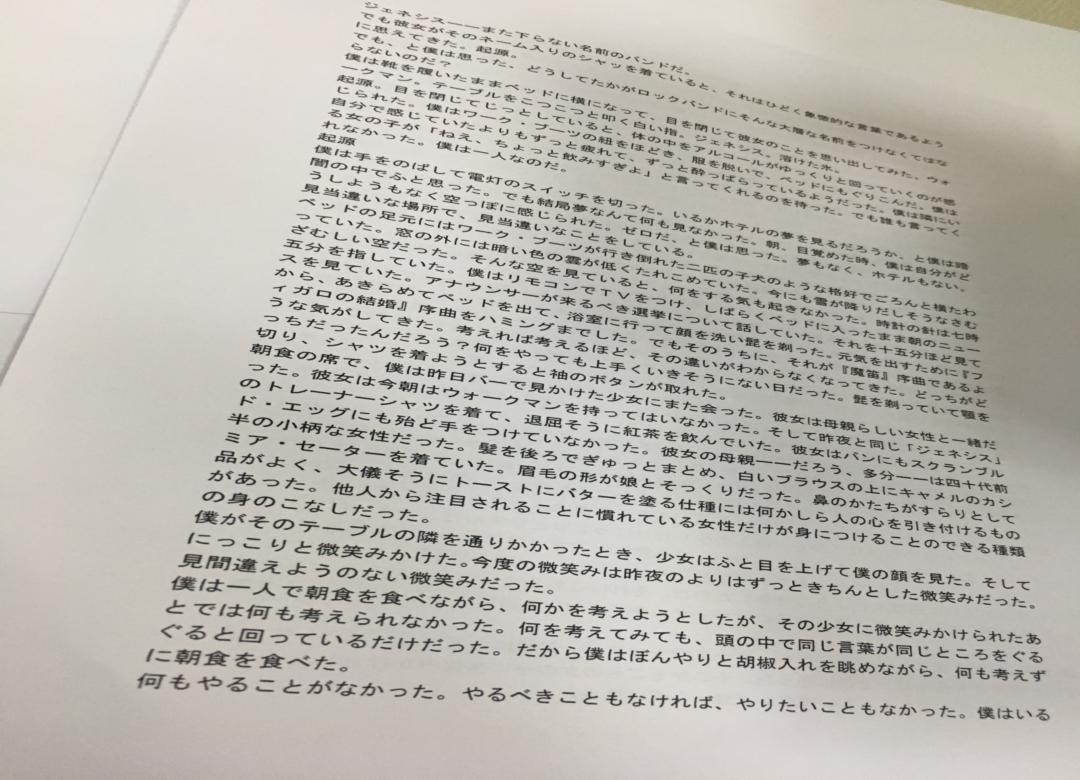 ジェネシス——また下らない名前のバンドだ。
でも彼女がそのネーム入りのシャツを着ていると、それはひどく象徴的な言葉であるよう
に思えてきた。起源。
でも、と僕は思った、どうしてたかがロックバンドにそんな大層な名前をつけなくてはな
らないのだ？
僕は靴を履いたままベッドに横になって、目を閉じて彼女のことを思い出してみた。ウォ
ークマン。テーブルをこつこつと叩く白い指。ジェネシス。溶けた氷。
起源。
目を閉じてじっとしていると、体の中をアルコールがゆっくりと回っていくのが感
じられた。僕はワーク・ブーツの紐をほどき、服を脱いで、ベッドにもぐりこんだ。僕は
自分で感じていたよりもずっと疲れて、ずっと酔っぱらっているようだった。僕は隣にい
る女の子が「ねえ、ちょっと飲みすぎよ」と言ってくれるのを待った。でも誰も言ってく
れなかった。僕は一人なのだ。
起源
僕は手をのばして電灯のスイッチを切った。いるかホテルの夢を見るだろうか、と僕は暗
闇の中でふと思った。でも結局夢なんて何も見なかった。朝、目覚めた時、僕は自分がど
うしようもなく空っぽに感じられた。ゼロだ、と僕は思った。夢もなく、ホテルもない。
見当違いな場所で、見当違いなことをしている。
ベッドの足元にはワーク・ブーツが行き倒れた二匹の子犬のような格好でごろんと横たわ
っていた。窓の外には暗い色の雲が低くたれこめていた。今にも雪が降りだしそうなさむ
ざむしい空だった。そんな空を見ていると、何をする気も起きなかった。時計の針は七時
五分を指していた。僕はリモコンでＴＶをつけ、しばらくベッドに入ったまま朝のニュー
スを見ていた。アナウンサーが来るべき選挙について話していた。それを十五分ほど見て
から、あきらめてベッドを出て、浴室に行って顔を洗い髭を剃った。元気を出すために『フ
ィガロの結婚』序曲をハミングまでした。でもそのうちに、それが『魔笛』序曲であるよ
うな気がしてきた。考えれば考えるほど、その違いがわからなくなってきた。どっちがど
っちだったんだろう？何をやっても上手くいきそうにない日だった。髭を剃っていて顎を
切り、シャツを着ようとすると袖のボタンが取れた。
朝食の席で、僕は昨日バーで見かけた少女にまた会った。彼女は母親らしい女性と一緒だ
った。彼女は今朝はウォークマンを持ってはいなかった。そして昨夜と同じ「ジェネシス」
のトレーナーシャツを着て、退屈そうに紅茶を飲んでいた。彼女はパンにもスクランブル
ド・エッグにも殆ど手をつけていなかった。彼女の母親——だろう、多分——は四十代前
半の小柄な女性だった。髪を後ろでぎゅっとまとめ、白いブラウスの上にキャメルのカシ
ミア・セーターを着ていた。眉毛の形が娘とそっくりだった。鼻のかたちがすらりとして
品がよく、大儀そうにトーストにバターを塗る仕種には何かしら人の心を引き付けるもの
があった。他人から注目されることに慣れている女性だけが身につけることのできる種類
の身のこなしだった。
僕がそのテーブルの隣を通りかかったとき、少女はふと目を上げて僕の顔を見た。そして
にっこりと微笑みかけた。今度の微笑みは昨夜のよりはずっときちんとした微笑みだった。
見間違えようのない微笑みだった。
僕は一人で朝食を食べながら、何かを考えようとしたが、その少女に微笑みかけられたあ
とでは何も考えられなかった。何を考えてみても、頭の中で同じ言葉が同じところをぐる
ぐると回っているだけだった。だから僕はぼんやりと胡椒入れを眺めながら、何も考えず
に朝食を食べた。
何もやることがなかった。やるべきこともなければ、やりたいこともなかった。僕はいる